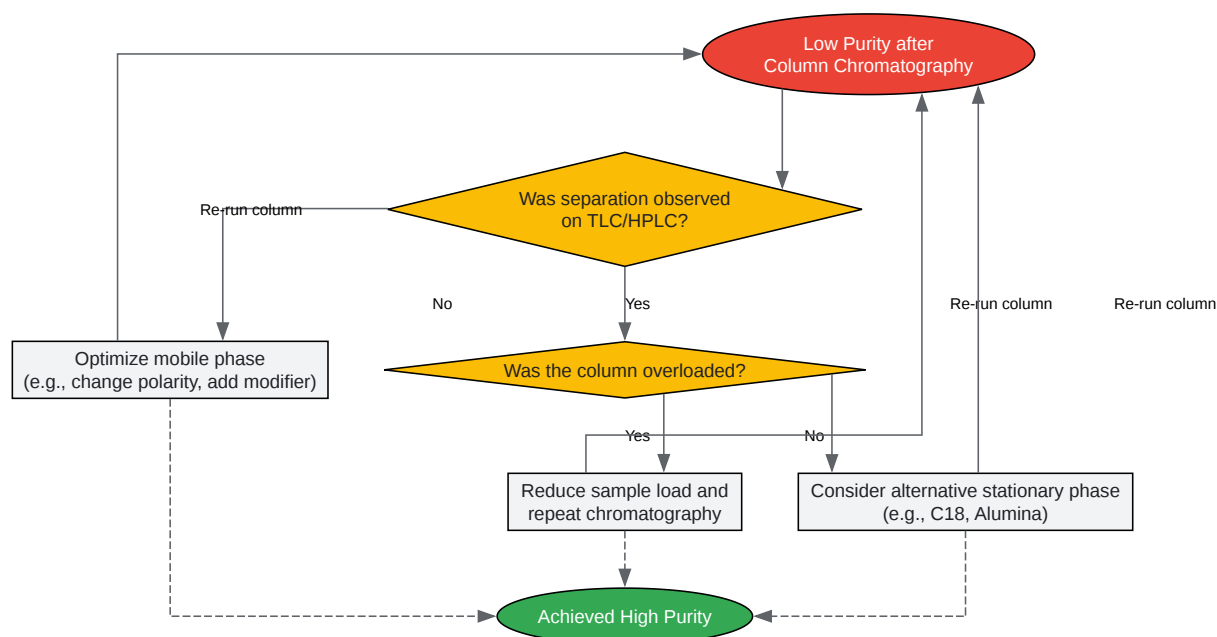 Low Purity after
Column Chromatography
Was separation observed
on TLC/HPLC?
Re-run column
No
Yes
Re-run column
Re-run column
Optimize mobile phase
(e.g., change polarity, add modifier)
Was the column overloaded?
Yes
No
Reduce sample load and
repeat chromatography
Consider alternative stationary phase
(e.g., C18, Alumina)
Achieved High Purity